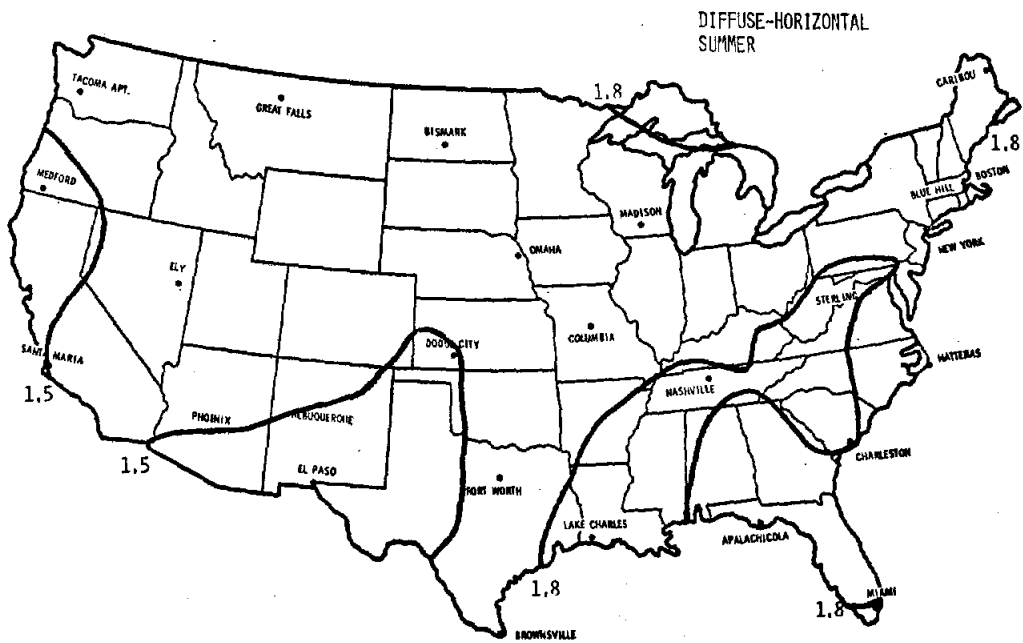 DIFFUSE-HORIZONTAL
SUMMER
TACOMA APT.
GREAT FALLS
1.8
CARIBOU
BISMARK
1.8
MEDFORD
BOSTON
BLUE HILL
MADISON
NEW YORK
OMAHA
ELY
STERLING
COLUMBIA
DODGE CITY
SANTA MARIA
HATTERAS
NASHVILLE
1.5
PHOENIX
ALBUQUERQUE
CHARLESTON
1.5
EL PASO
FORT WORTH
LAKE CHARLES
APALACHICOLA
1.8
MIAMI
1.8
BROWNSVILLE